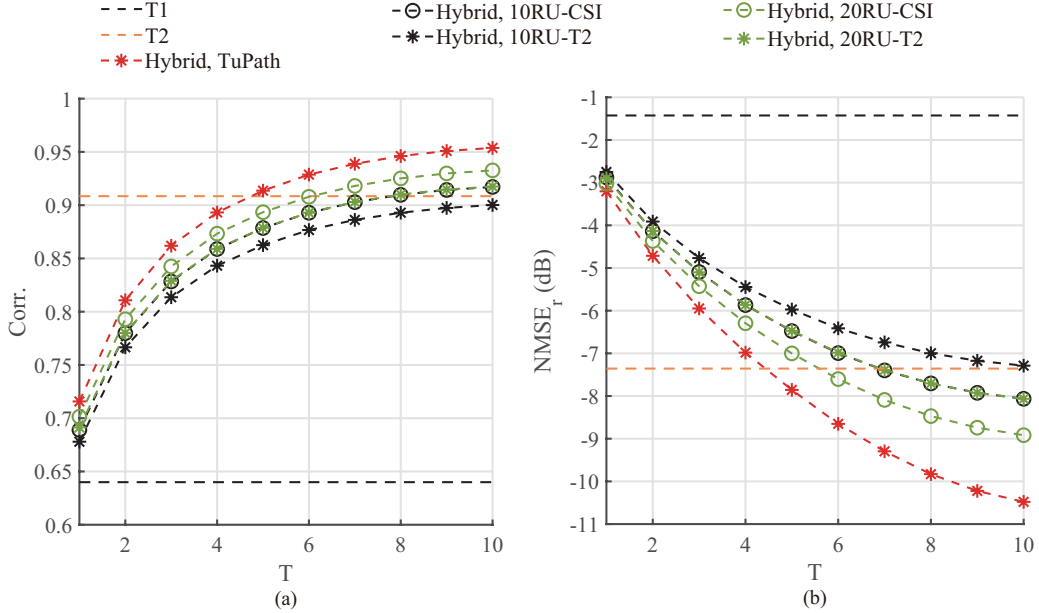 T1
T2
Hybrid, TuPath
Hybrid, 10RU-CSI
Hybrid, 10RU-T2
Hybrid, 20RU-CSI
Hybrid, 20RU-T2
Corr.
1
0.95
0.9
0.85
0.8
0.75
0.7
0.65
0.6
2 4 6 8 10
T
(a)
NMSE_r (dB)
-1
-2
-3
-4
-5
-6
-7
-8
-9
-10
-11
2 4 6 8 10
T
(b)